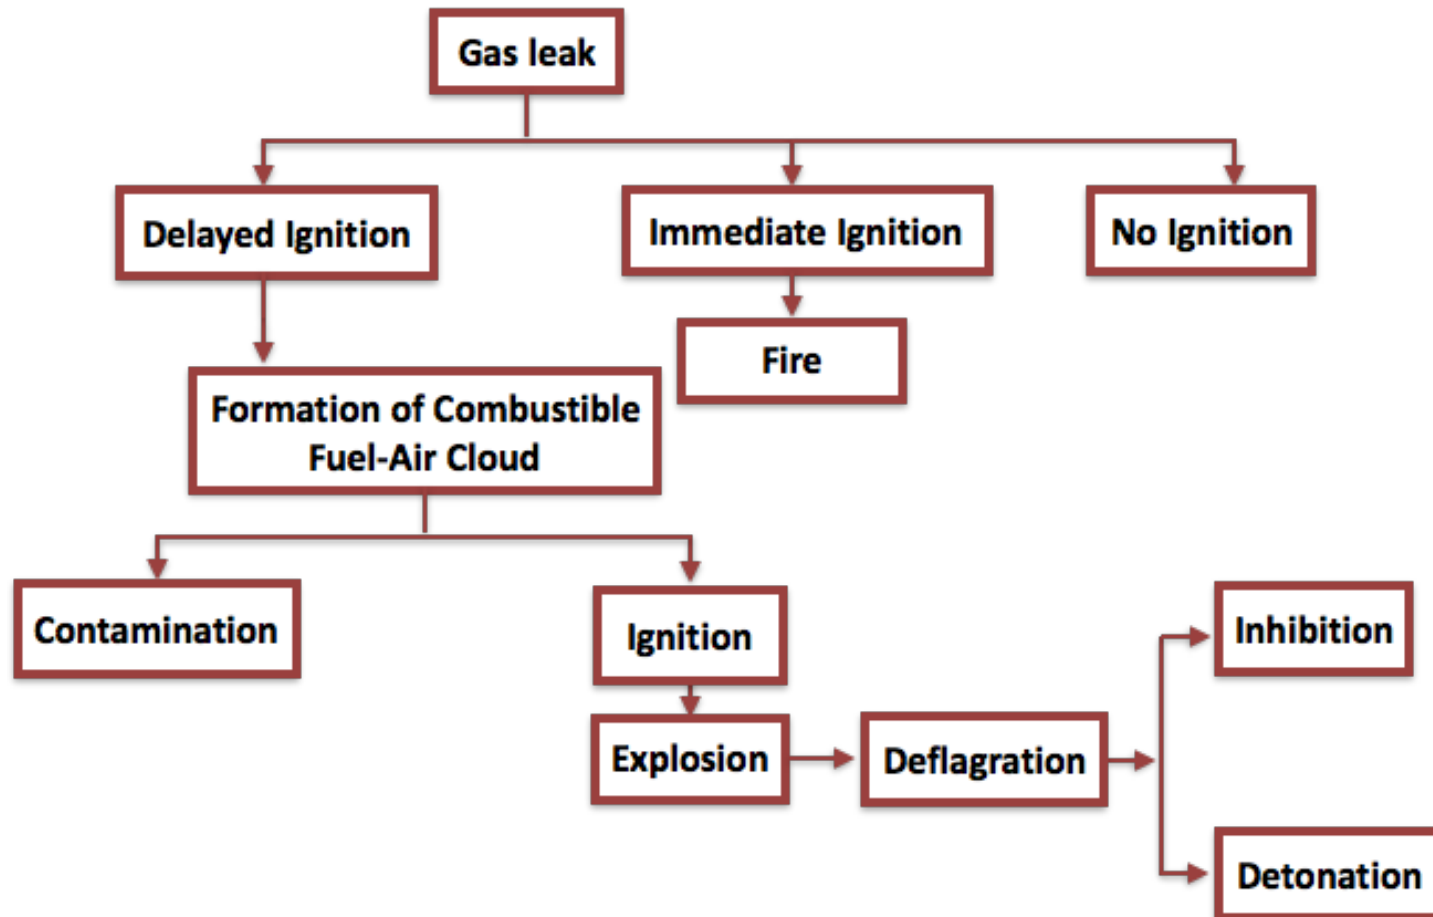 Gas leak
Delayed Ignition
Immediate Ignition
No Ignition
Fire
Formation of Combustible
Fuel-Air Cloud
Contamination
Ignition
Inhibition
Explosion
Deflagration
Detonation